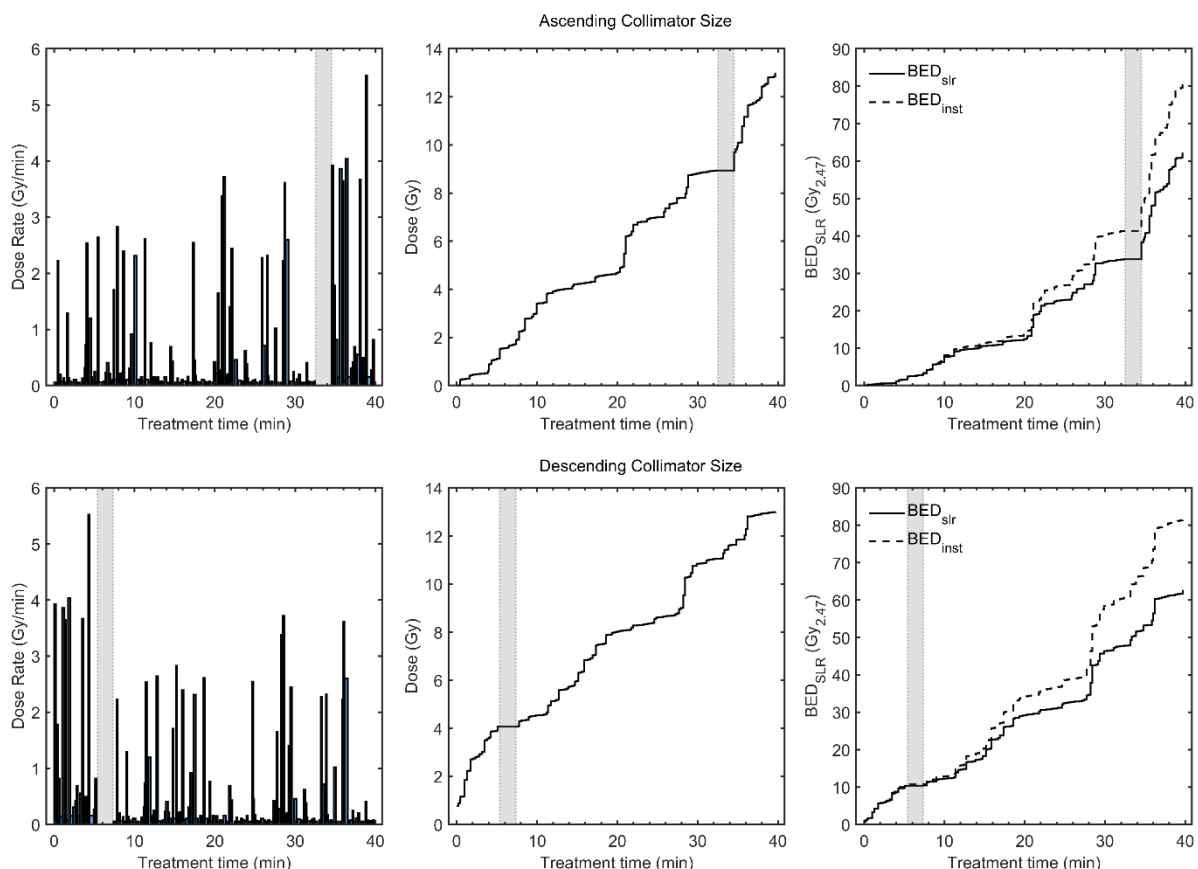 Ascending Collimator Size
6
5
4
3
2
1
0
Dose Rate (Gy/min)
0 10 20 30 40
Treatment time (min)
14
12
10
8
6
4
2
0
Dose (Gy)
0 10 20 30 40
Treatment time (min)
90
80
70
60
50
40
30
20
10
0
BED_SLR (Gy_2.47)
BED_slr
BED_inst
0 10 20 30 40
Treatment time (min)
Descending Collimator Size
6
5
4
3
2
1
0
Dose Rate (Gy/min)
0 10 20 30 40
Treatment time (min)
14
12
10
8
6
4
2
0
Dose (Gy)
0 10 20 30 40
Treatment time (min)
90
80
70
60
50
40
30
20
10
0
BED_SLR (Gy_2.47)
BED_slr
BED_inst
0 10 20 30 40
Treatment time (min)